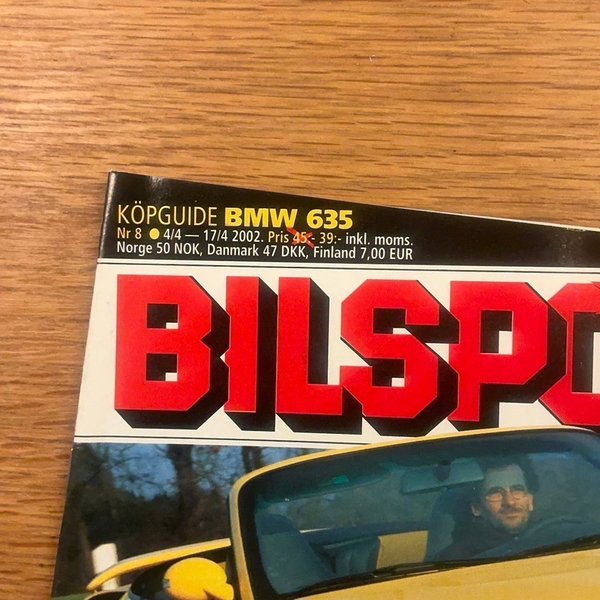 KÖPGUIDE BMW 635
Nr 8 ● 4/4 — 17/4 2002. Pris 45:- 39:- inkl. moms.
Norge 50 NOK, Danmark 47 DKK, Finland 7,00 EUR
BILSPO